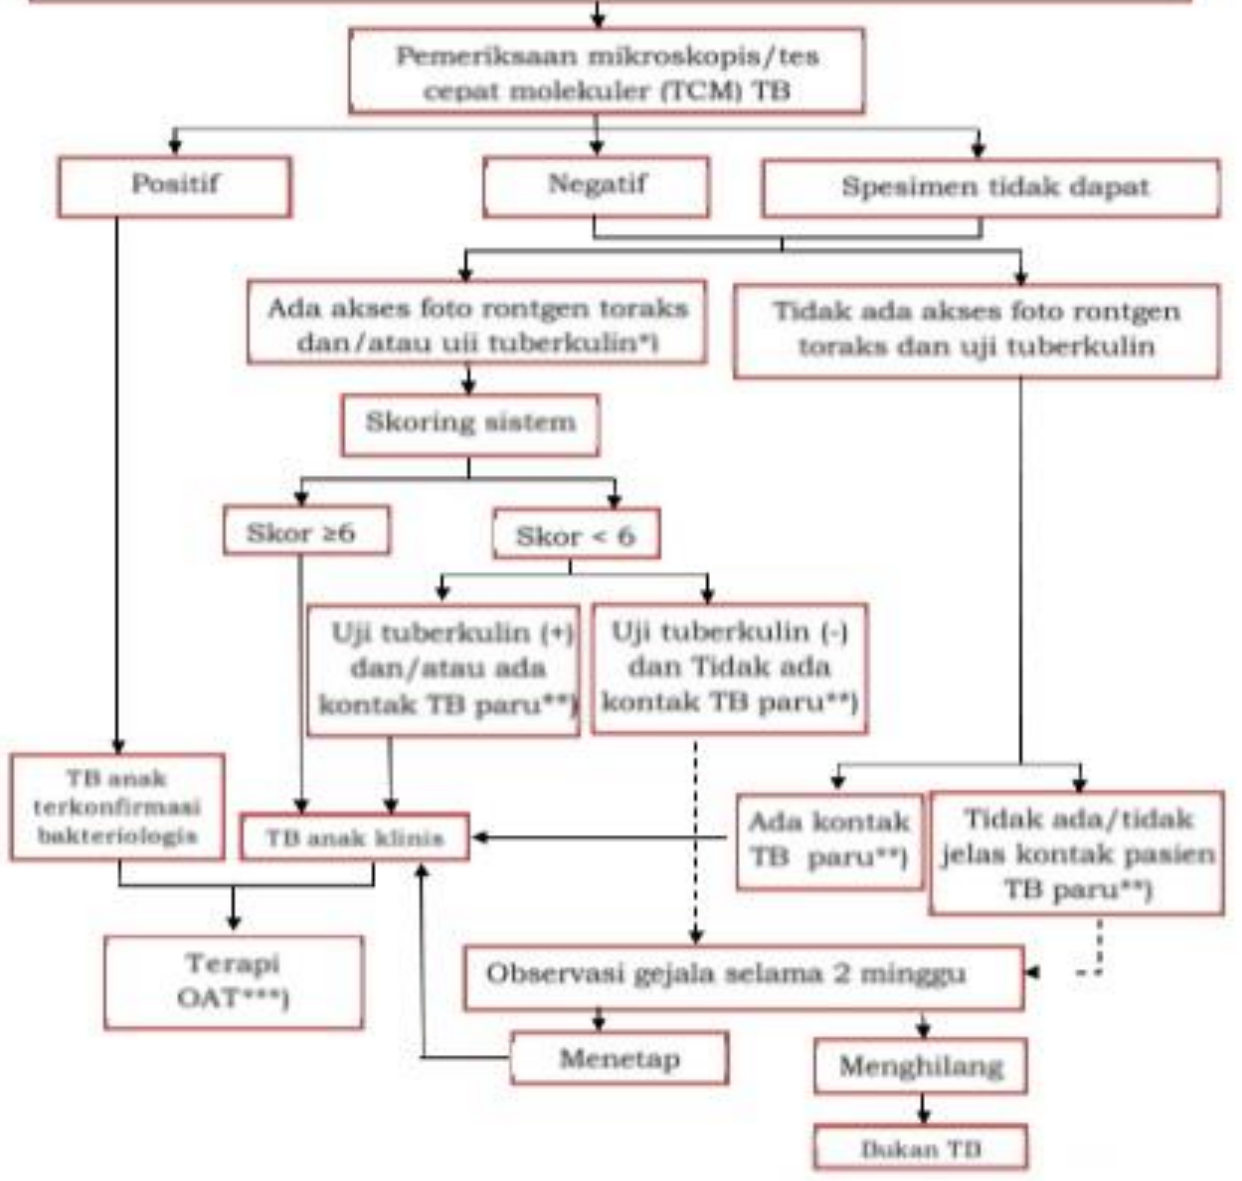 Pemeriksaan mikroskopis/tes
cepat molekuler (TCM) TB
Positif
Negatif
Spesimen tidak dapat
Ada akses foto rontgen toraks
dan/atau uji tuberkulin*)
Tidak ada akses foto rontgen
toraks dan uji tuberkulin
Skoring sistem
Skor ≥6
Skor < 6
Uji tuberkulin (+)
dan/atau ada
kontak TB paru**)
Uji tuberkulin (-)
dan Tidak ada
kontak TB paru**)
TB anak
terkonfirmasi
bakteriologis
TB anak klinis
Ada kontak
TB paru**)
Tidak ada/tidak
jelas kontak pasien
TB paru**)
Terapi
OAT***)
Observasi gejala selama 2 minggu
Menetap
Menghilang
Bukan TB